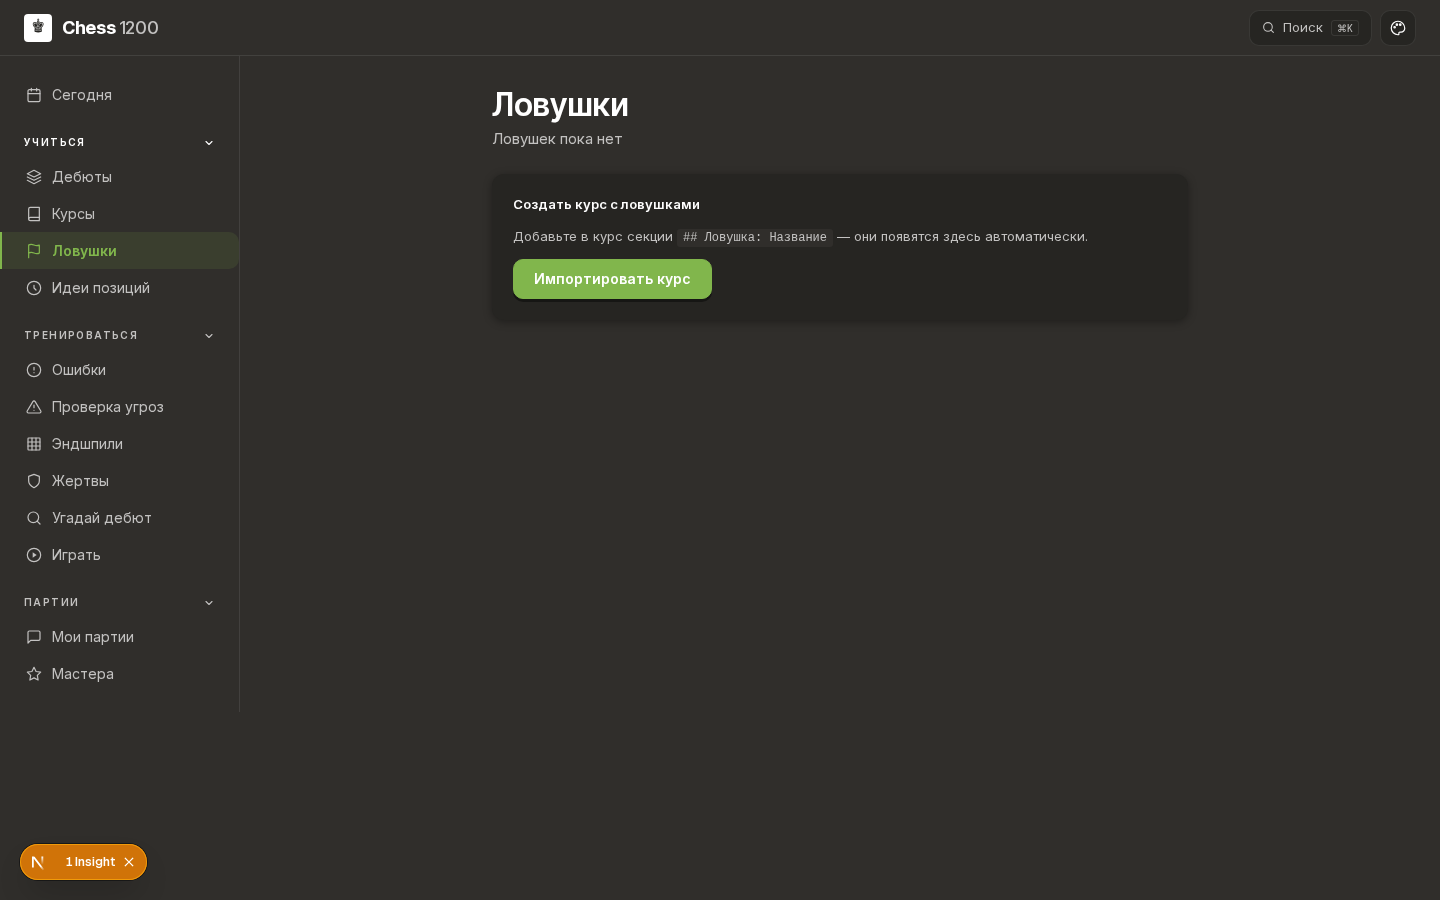 Chess 1200
Поиск ⌘K
Сегодня
УЧИТЬСЯ
Дебюты
Курсы
Ловушки
Идеи позиций
ТРЕНИРОВАТЬСЯ
Ошибки
Проверка угроз
Эндшпили
Жертвы
Угадай дебют
Играть
ПАРТИИ
Мои партии
Мастера
Ловушки
Ловушек пока нет
Создать курс с ловушками
Добавьте в курс секции ## Ловушка: Название — они появятся здесь автоматически.
Импортировать курс
1 Insight